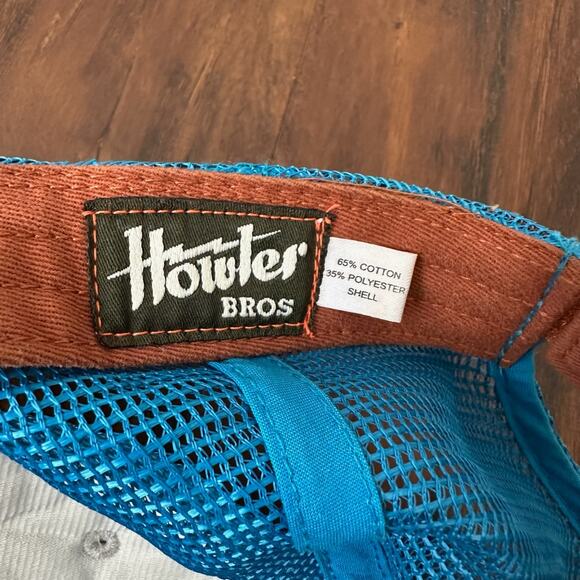 Howler
BROS
65% COTTON
35% POLYESTER
SHELL